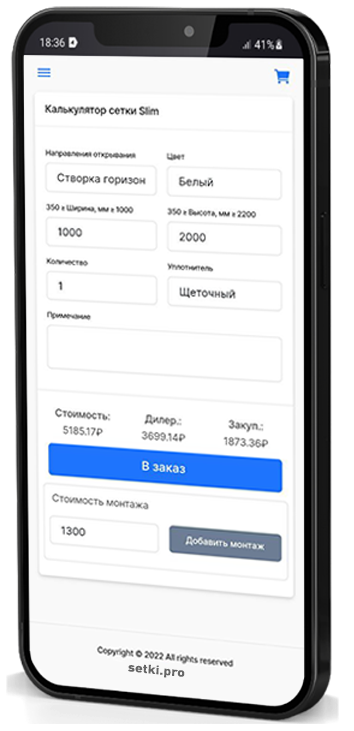 18:36 41%
Калькулятор сетки Slim
Направления открывания Цвет
Створка горизон Белый
350 ≥ Ширина, мм ≥ 1000 350 ≥ Высота, мм ≥ 2200
1000 2000
Количество Уплотнитель
1 Щеточный
Примечание
Стоимость: Дилер.: Закуп.:
5185.17₽ 3699.14₽ 1873.36₽
В заказ
Стоимость монтажа
1300 Добавить монтаж
Copyright © 2022 All rights reserved
setki.pro